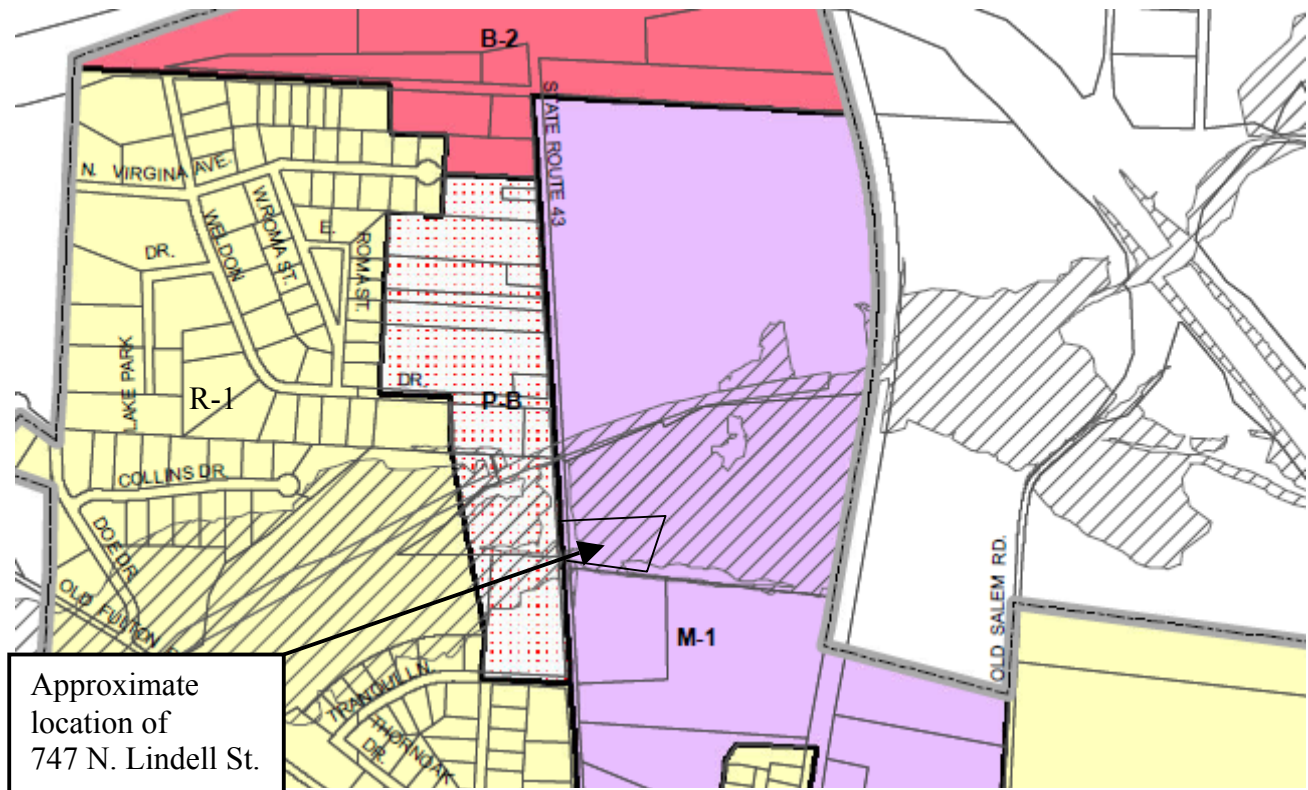 B-2
STATE ROUTE 43
N. VIRGINA AVE.
W.ROMA ST.
E.
ROMA ST.
DR.
WELDON
LAKE PARK
R-1
DR.
P-B
COLLINS DR
DOE DR
OLD FULTON
OLD SALEM RD.
M-1
TRANQUIL LN.
THORNOAK
DR.
Approximate
location of
747 N. Lindell St.